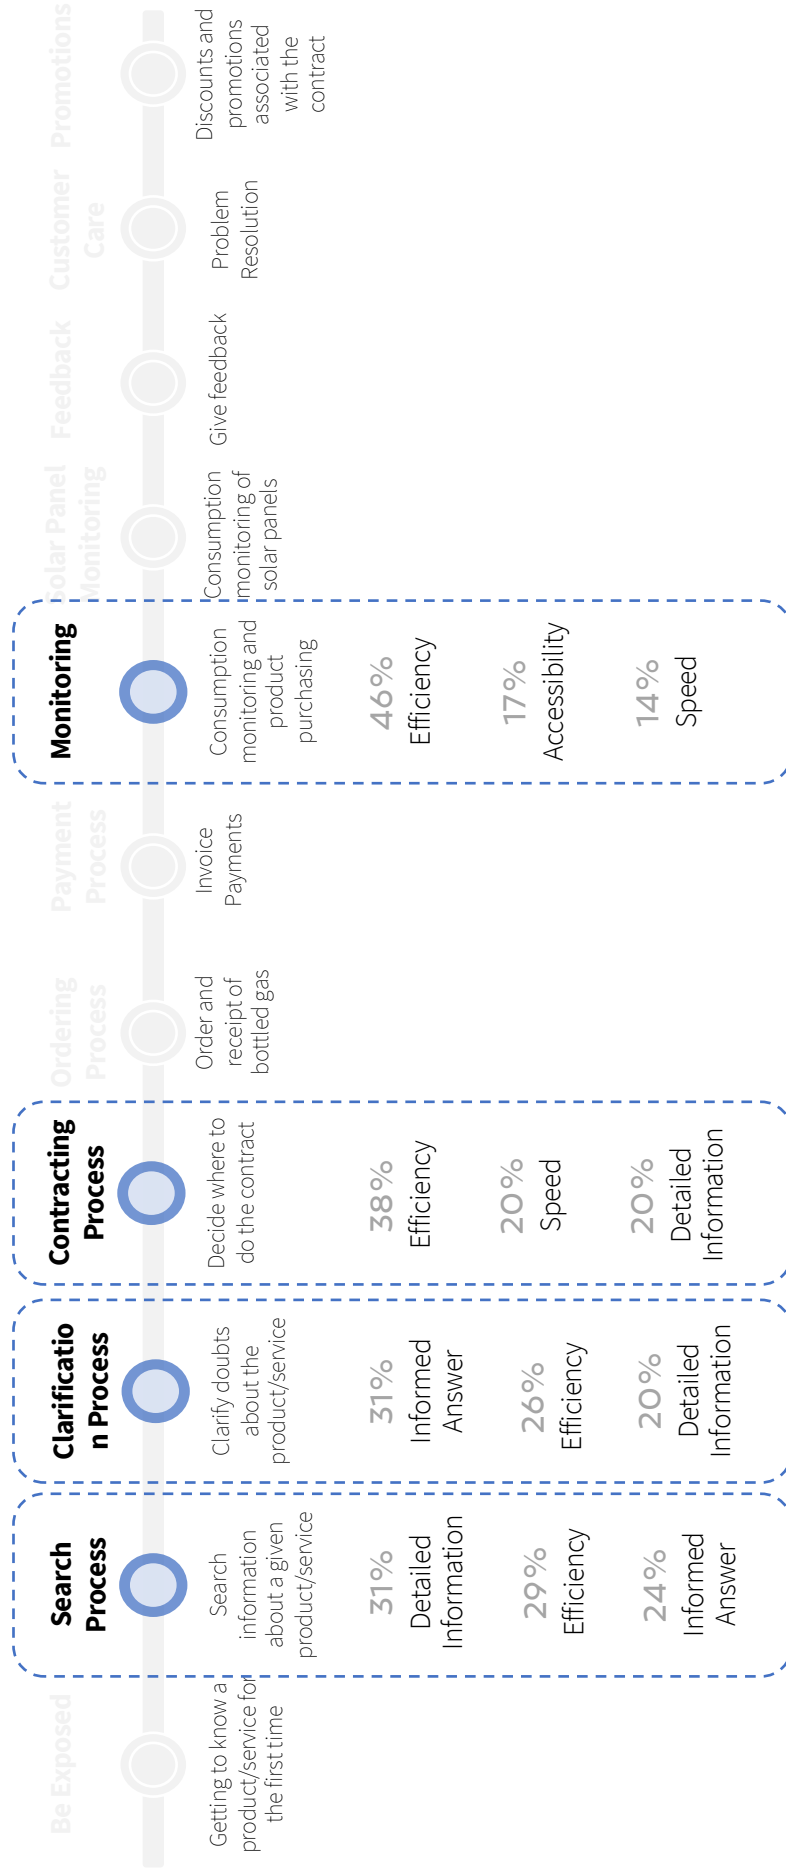 Be Exposed
Getting to know a
product/service for
the first time
Search
Process
Search
information
about a given
product/service
31%
Detailed
Information
29%
Efficiency
24%
Informed
Answer
Clarificatio
n Process
Clarify doubts
about the
product/service
31%
Informed
Answer
26%
Efficiency
20%
Detailed
Information
Contracting
Process
Decide where to
do the contract
38%
Efficiency
20%
Speed
20%
Detailed
Information
Ordering
Process
Order and
receipt of
bottled gas
Payment
Process
Invoice
Payments
Monitoring
Consumption
monitoring and
product
purchasing
46%
Efficiency
17%
Accessibility
14%
Speed
Solar Panel
Monitoring
Consumption
monitoring of
solar panels
Feedback
Give feedback
Customer
Care
Problem
Resolution
Promotions
Discounts and
promotions
associated
with the
contract